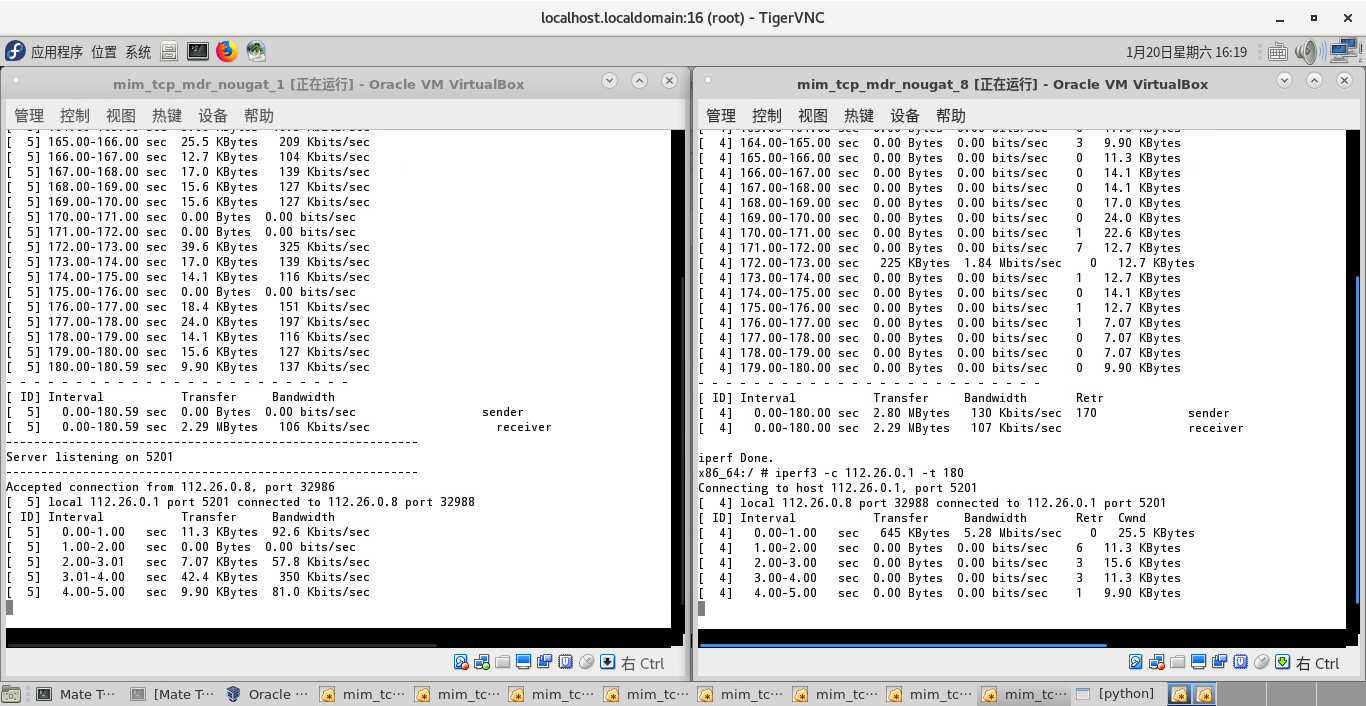 localhost.localdomain:16 (root) - TigerVNC
应用程序 位置 系统
1月20日星期六 16:19
mim_tcp_mdr_nougat_1 [正在运行] - Oracle VM VirtualBox
管理 控制 视图 热键 设备 帮助
[  5] 165.00-166.00 sec  25.5 KBytes   209 Kbits/sec
[  5] 166.00-167.00 sec  12.7 KBytes   104 Kbits/sec
[  5] 167.00-168.00 sec  17.0 KBytes   139 Kbits/sec
[  5] 168.00-169.00 sec  15.6 KBytes   127 Kbits/sec
[  5] 169.00-170.00 sec  15.6 KBytes   127 Kbits/sec
[  5] 170.00-171.00 sec  0.00 Bytes  0.00 bits/sec
[  5] 171.00-172.00 sec  0.00 Bytes  0.00 bits/sec
[  5] 172.00-173.00 sec  39.6 KBytes   325 Kbits/sec
[  5] 173.00-174.00 sec  17.0 KBytes   139 Kbits/sec
[  5] 174.00-175.00 sec  14.1 KBytes   116 Kbits/sec
[  5] 175.00-176.00 sec  0.00 Bytes  0.00 bits/sec
[  5] 176.00-177.00 sec  18.4 KBytes   151 Kbits/sec
[  5] 177.00-178.00 sec  24.0 KBytes   197 Kbits/sec
[  5] 178.00-179.00 sec  14.1 KBytes   116 Kbits/sec
[  5] 179.00-180.00 sec  15.6 KBytes   127 Kbits/sec
[  5] 180.00-180.59 sec  9.90 KBytes   137 Kbits/sec
- - - - - - - - - - - - - - - - - - - - - - - - -
[ ID] Interval           Transfer     Bandwidth
[  5]   0.00-180.59 sec  0.00 Bytes  0.00 bits/sec                  sender
[  5]   0.00-180.59 sec  2.29 MBytes   106 Kbits/sec                  receiver
-----------------------------------------------------------
Server listening on 5201
-----------------------------------------------------------
Accepted connection from 112.26.0.8, port 32986
[  5] local 112.26.0.1 port 5201 connected to 112.26.0.8 port 32988
[ ID] Interval           Transfer     Bandwidth
[  5]   0.00-1.00   sec  11.3 KBytes  92.6 Kbits/sec
[  5]   1.00-2.00   sec  0.00 Bytes  0.00 bits/sec
[  5]   2.00-3.01   sec  7.07 KBytes  57.8 Kbits/sec
[  5]   3.01-4.00   sec  42.4 KBytes   350 Kbits/sec
[  5]   4.00-5.00   sec  9.90 KBytes  81.0 Kbits/sec
右 Ctrl
mim_tcp_mdr_nougat_8 [正在运行] - Oracle VM VirtualBox
管理 控制 视图 热键 设备 帮助
[  4] 164.00-165.00 sec  0.00 Bytes  0.00 bits/sec    3   9.90 KBytes
[  4] 165.00-166.00 sec  0.00 Bytes  0.00 bits/sec    0   11.3 KBytes
[  4] 166.00-167.00 sec  0.00 Bytes  0.00 bits/sec    0   14.1 KBytes
[  4] 167.00-168.00 sec  0.00 Bytes  0.00 bits/sec    0   14.1 KBytes
[  4] 168.00-169.00 sec  0.00 Bytes  0.00 bits/sec    0   17.0 KBytes
[  4] 169.00-170.00 sec  0.00 Bytes  0.00 bits/sec    0   24.0 KBytes
[  4] 170.00-171.00 sec  0.00 Bytes  0.00 bits/sec    1   22.6 KBytes
[  4] 171.00-172.00 sec  0.00 Bytes  0.00 bits/sec    7   12.7 KBytes
[  4] 172.00-173.00 sec   225 KBytes  1.84 Mbits/sec    0   12.7 KBytes
[  4] 173.00-174.00 sec  0.00 Bytes  0.00 bits/sec    1   12.7 KBytes
[  4] 174.00-175.00 sec  0.00 Bytes  0.00 bits/sec    0   14.1 KBytes
[  4] 175.00-176.00 sec  0.00 Bytes  0.00 bits/sec    1   12.7 KBytes
[  4] 176.00-177.00 sec  0.00 Bytes  0.00 bits/sec    1   7.07 KBytes
[  4] 177.00-178.00 sec  0.00 Bytes  0.00 bits/sec    0   7.07 KBytes
[  4] 178.00-179.00 sec  0.00 Bytes  0.00 bits/sec    0   7.07 KBytes
[  4] 179.00-180.00 sec  0.00 Bytes  0.00 bits/sec    0   9.90 KBytes
- - - - - - - - - - - - - - - - - - - - - - - - -
[ ID] Interval           Transfer     Bandwidth       Retr
[  4]   0.00-180.00 sec  2.80 MBytes   130 Kbits/sec  170             sender
[  4]   0.00-180.00 sec  2.29 MBytes   107 Kbits/sec                  receiver
iperf Done.
x86_64:/ # iperf3 -c 112.26.0.1 -t 180
Connecting to host 112.26.0.1, port 5201
[  4] local 112.26.0.8 port 32988 connected to 112.26.0.1 port 5201
[ ID] Interval           Transfer     Bandwidth       Retr  Cwnd
[  4]   0.00-1.00   sec   645 KBytes  5.28 Mbits/sec    0   25.5 KBytes
[  4]   1.00-2.00   sec  0.00 Bytes  0.00 bits/sec    6   11.3 KBytes
[  4]   2.00-3.00   sec  0.00 Bytes  0.00 bits/sec    3   15.6 KBytes
[  4]   3.00-4.00   sec  0.00 Bytes  0.00 bits/sec    3   11.3 KBytes
[  4]   4.00-5.00   sec  0.00 Bytes  0.00 bits/sec    1   9.90 KBytes
右 Ctrl
Mate T… [Mate T… Oracle … mim_tc… mim_tc… mim_tc… mim_tc… mim_tc… mim_tc… mim_tc… mim_tc… [python]